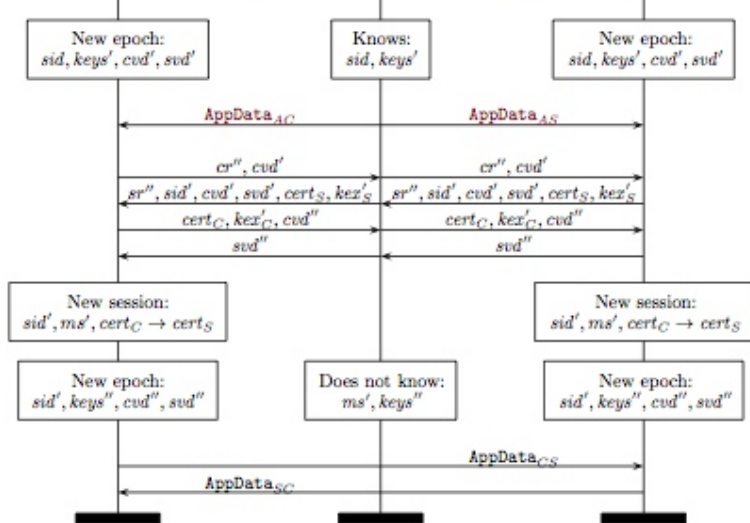 New epoch:
sid, keys′, cvd′, svd′
Knows:
sid, keys′
New epoch:
sid, keys′, cvd′, svd′
AppData_AC
AppData_AS
cr″, cvd′
cr″, cvd′
sr″, sid′, cvd′, svd′, cert_S, kex′_S
sr″, sid′, cvd′, svd′, cert_S, kex′_S
cert_C, kex′_C, cvd″
cert_C, kex′_C, cvd″
svd″
svd″
New session:
sid′, ms′, cert_C → cert_S
New session:
sid′, ms′, cert_C → cert_S
New epoch:
sid′, keys″, cvd″, svd″
Does not know:
ms′, keys″
New epoch:
sid′, keys″, cvd″, svd″
AppData_CS
AppData_SC